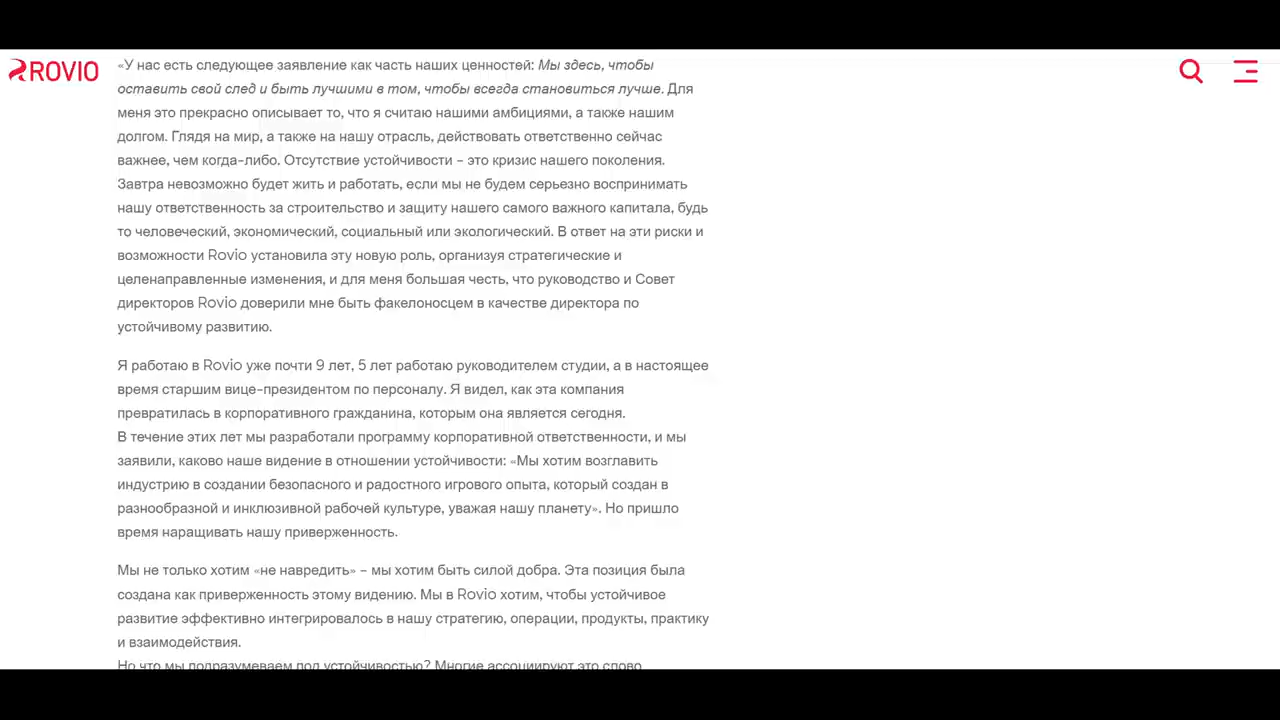 ROVIO
«У нас есть следующее заявление как часть наших ценностей: Мы здесь, чтобы
оставить свой след и быть лучшими в том, чтобы всегда становиться лучше. Для
меня это прекрасно описывает то, что я считаю нашими амбициями, а также нашим
долгом. Глядя на мир, а также на нашу отрасль, действовать ответственно сейчас
важнее, чем когда-либо. Отсутствие устойчивости – это кризис нашего поколения.
Завтра невозможно будет жить и работать, если мы не будем серьезно воспринимать
нашу ответственность за строительство и защиту нашего самого важного капитала, будь
то человеческий, экономический, социальный или экологический. В ответ на эти риски и
возможности Rovio установила эту новую роль, организуя стратегические и
целенаправленные изменения, и для меня большая честь, что руководство и Совет
директоров Rovio доверили мне быть факелоносцем в качестве директора по
устойчивому развитию.
Я работаю в Rovio уже почти 9 лет, 5 лет работаю руководителем студии, а в настоящее
время старшим вице-президентом по персоналу. Я видел, как эта компания
превратилась в корпоративного гражданина, которым она является сегодня.
В течение этих лет мы разработали программу корпоративной ответственности, и мы
заявили, каково наше видение в отношении устойчивости: «Мы хотим возглавить
индустрию в создании безопасного и радостного игрового опыта, который создан в
разнообразной и инклюзивной рабочей культуре, уважая нашу планету». Но пришло
время наращивать нашу приверженность.
Мы не только хотим «не навредить» – мы хотим быть силой добра. Эта позиция была
создана как приверженность этому видению. Мы в Rovio хотим, чтобы устойчивое
развитие эффективно интегрировалось в нашу стратегию, операции, продукты, практику
и взаимодействия.
Но что мы подразумеваем под устойчивостью? Многие ассоциируют это слово